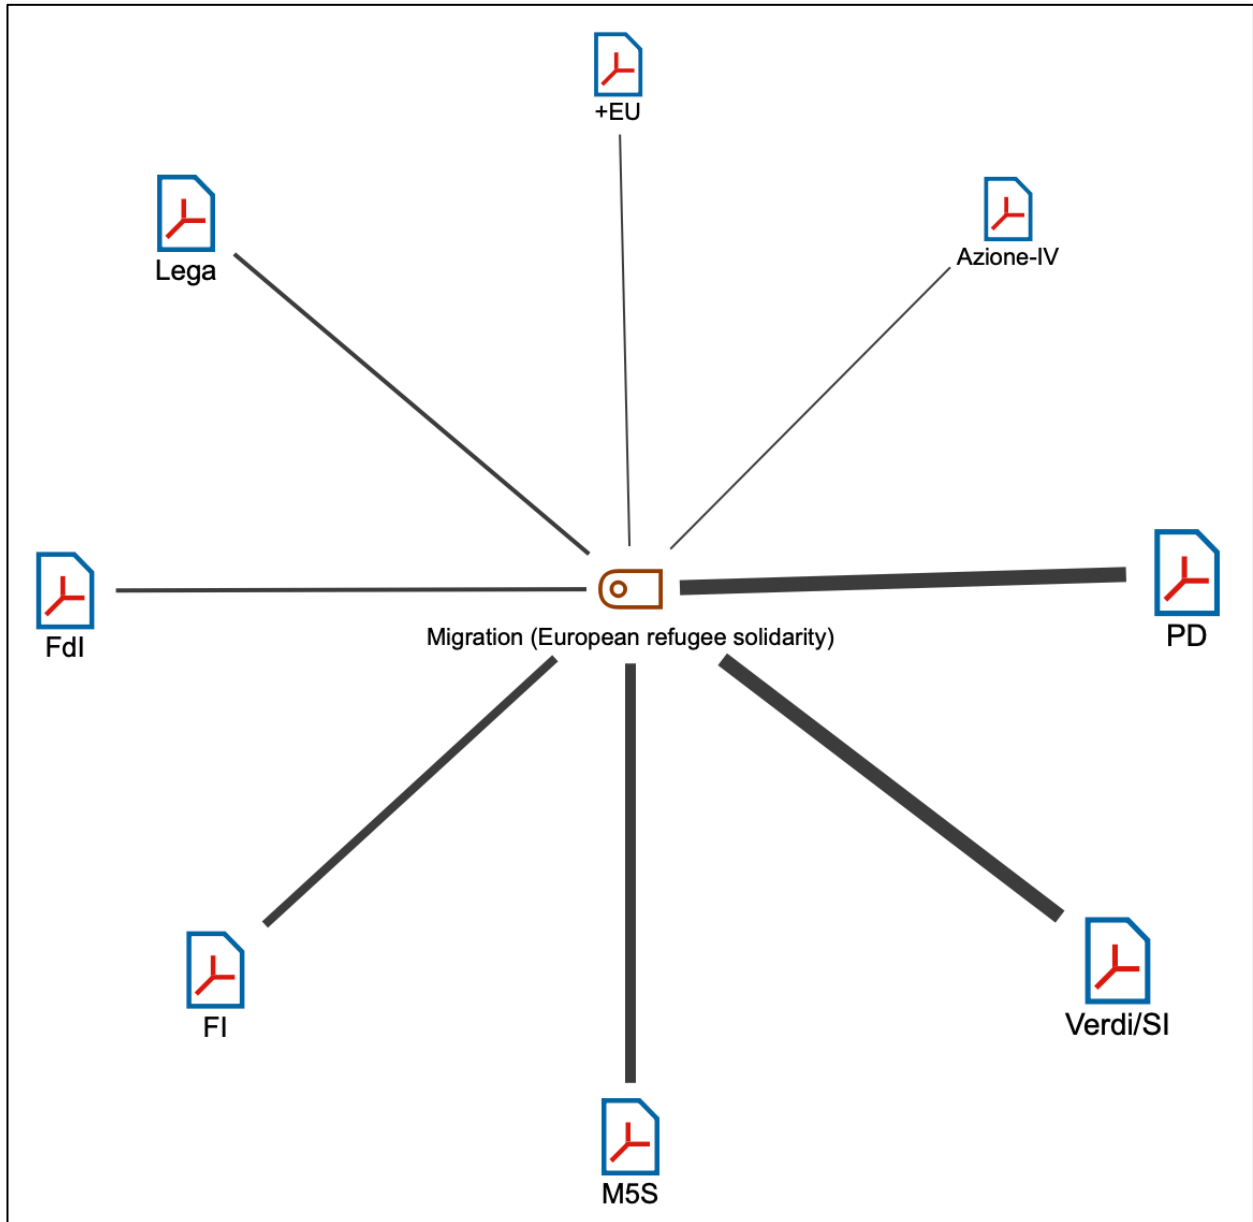 +EU
Azione-IV
Lega
PD
Migration (European refugee solidarity)
FdI
Verdi/SI
FI
M5S